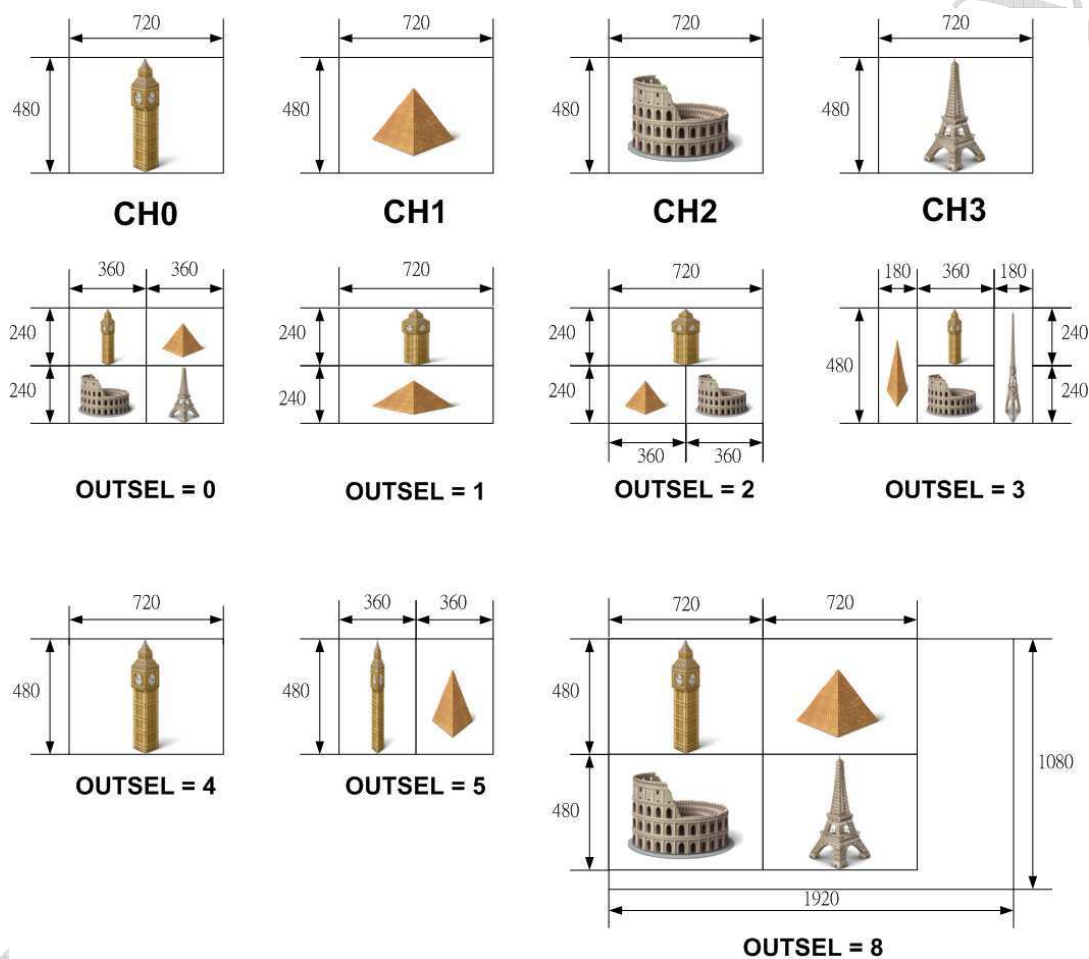 720 720 720 720
480 480 480 480
CH0 CH1 CH2 CH3
360 360 720 720 180 360 180
240 240 240 480 240
240 240 240 240
360 360
OUTSEL = 0 OUTSEL = 1 OUTSEL = 2 OUTSEL = 3
720 360 360 720 720
480 480 480
1080
OUTSEL = 4 OUTSEL = 5
480
1920
OUTSEL = 8